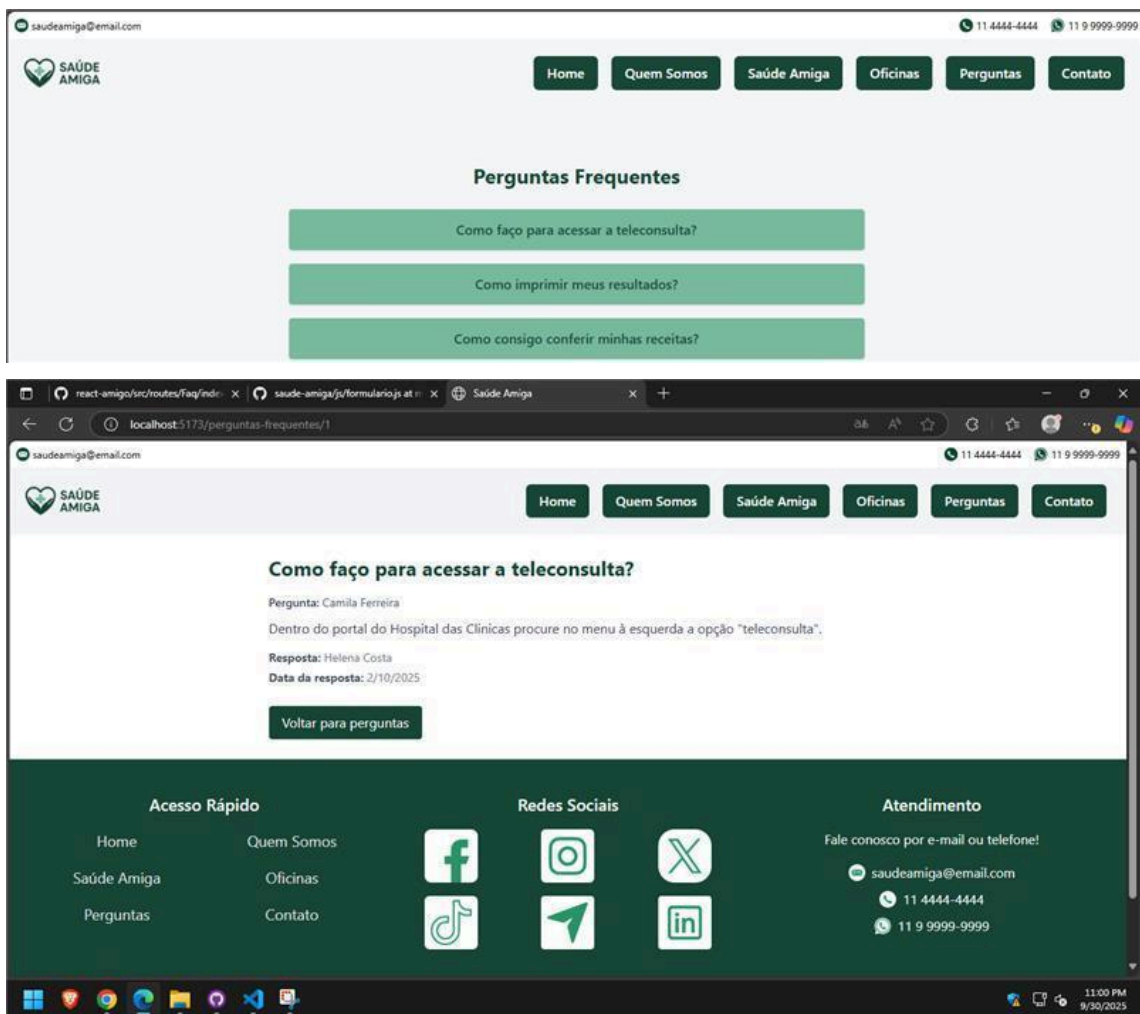 saudeamiga@email.com 11 4444-4444 11 9 9999-9999
SAÚDE
AMIGA
Home Quem Somos Saúde Amiga Oficinas Perguntas Contato
Perguntas Frequentes
Como faço para acessar a teleconsulta?
Como imprimir meus resultados?
Como consigo conferir minhas receitas?
react-amigo/src/routes/Faq/inde saude-amiga/js/formulario.js at Saúde Amiga
localhost:5173/perguntas-frequentes/1
saudeamiga@email.com 11 4444-4444 11 9 9999-9999
SAÚDE
AMIGA
Home Quem Somos Saúde Amiga Oficinas Perguntas Contato
Como faço para acessar a teleconsulta?
Pergunta: Camila Ferreira
Dentro do portal do Hospital das Clinicas procure no menu à esquerda a opção "teleconsulta".
Resposta: Helena Costa
Data da resposta: 2/10/2025
Voltar para perguntas
Acesso Rápido Redes Sociais Atendimento
Home Quem Somos Fale conosco por e-mail ou telefone!
Saúde Amiga Oficinas saudeamiga@email.com
Perguntas Contato 11 4444-4444
11 9 9999-9999
11:00 PM
9/30/2025